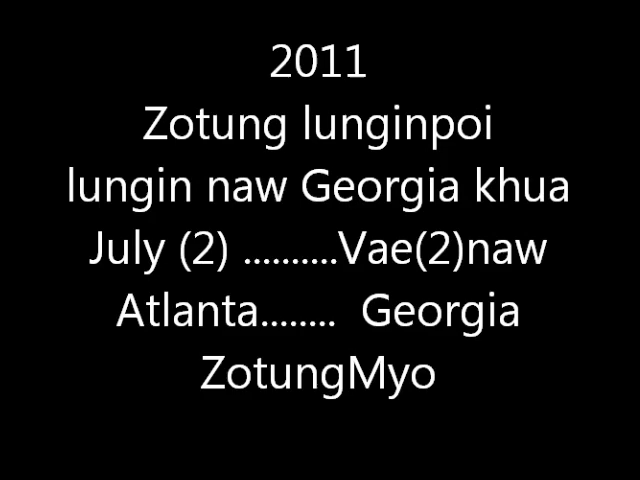 2011
Zotung lunginpoi
lungin naw Georgia khua
July (2) ..........Vae(2)naw
Atlanta........  Georgia
ZotungMyo